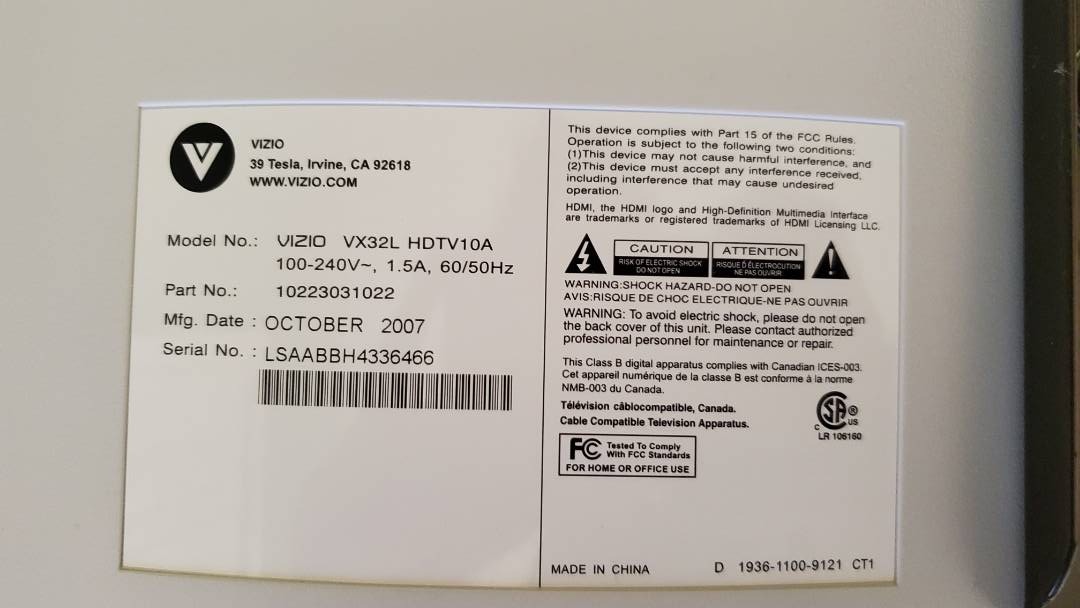 VIZIO
39 Tesla, Irvine, CA 92618
WWW.VIZIO.COM
Model No.: VIZIO VX32L HDTV10A
100-240V~, 1.5A, 60/50Hz
Part No.: 10223031022
Mfg. Date : OCTOBER 2007
Serial No. : LSAABBH4336466
This device complies with Part 15 of the FCC Rules.
Operation is subject to the following two conditions:
(1)This device may not cause harmful interference, and
(2)This device must accept any interference received,
including interference that may cause undesired
operation.
HDMI, the HDMI logo and High-Definition Multimedia Interface
are trademarks or registered trademarks of HDMI Licensing LLC.
CAUTION
RISK OF ELECTRIC SHOCK
DO NOT OPEN
ATTENTION
RISQUE D ÉLECTROCUTION
NE PAS OUVRIR
WARNING:SHOCK HAZARD-DO NOT OPEN
AVIS:RISQUE DE CHOC ELECTRIQUE-NE PAS OUVRIR
WARNING: To avoid electric shock, please do not open
the back cover of this unit. Please contact authorized
professional personnel for maintenance or repair.
This Class B digital apparatus complies with Canadian ICES-003.
Cet appareil numérique de la classe B est conforme à la norme
NMB-003 du Canada.
Télévision câblocompatible, Canada.
Cable Compatible Television Apparatus.
SA ®
C US
LR 106160
FC Tested To Comply
With FCC Standards
FOR HOME OR OFFICE USE
MADE IN CHINA D 1936-1100-9121 CT1